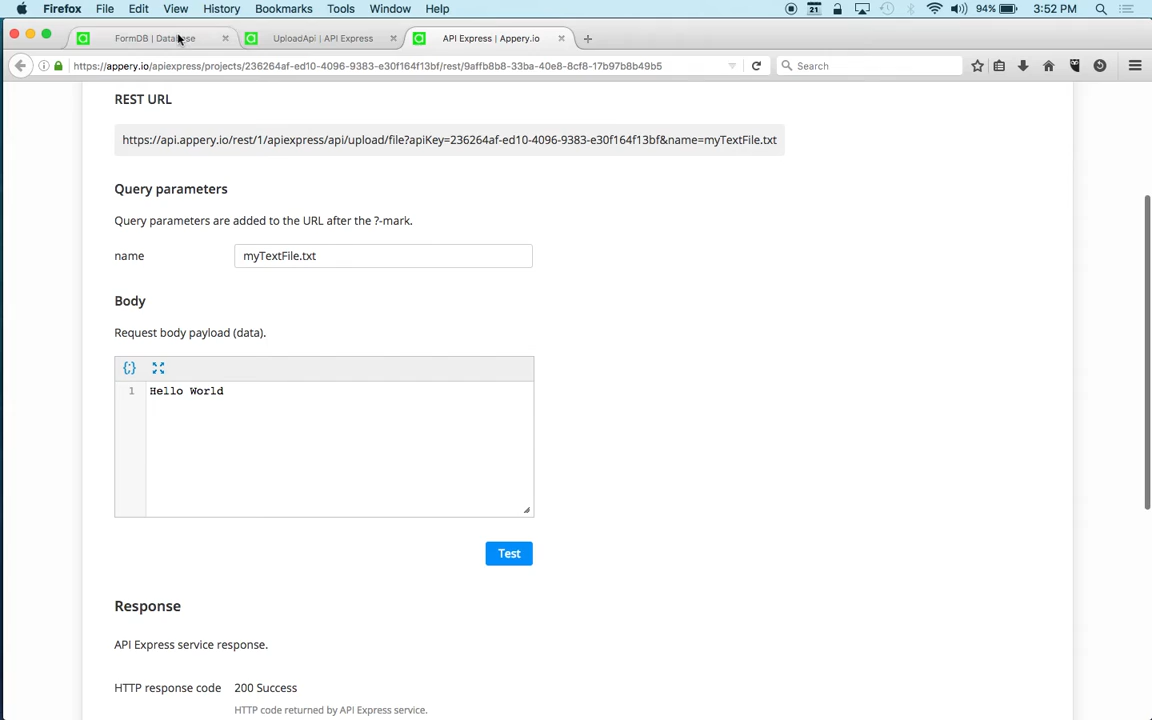 Firefox File Edit View History Bookmarks Tools Window Help 21 94% 3:52 PM
FormDB | Database UploadApi | API Express API Express | Appery.io
https://appery.io/apiexpress/projects/236264af-ed10-4096-9383-e30f164f13bf/rest/9affb8b8-33ba-40e8-8cf8-17b97b8b49b5 Search
REST URL
https://api.appery.io/rest/1/apiexpress/api/upload/file?apiKey=236264af-ed10-4096-9383-e30f164f13bf&name=myTextFile.txt
Query parameters
Query parameters are added to the URL after the ?-mark.
name myTextFile.txt
Body
Request body payload (data).
1 Hello World
Test
Response
API Express service response.
HTTP response code 200 Success
HTTP code returned by API Express service.